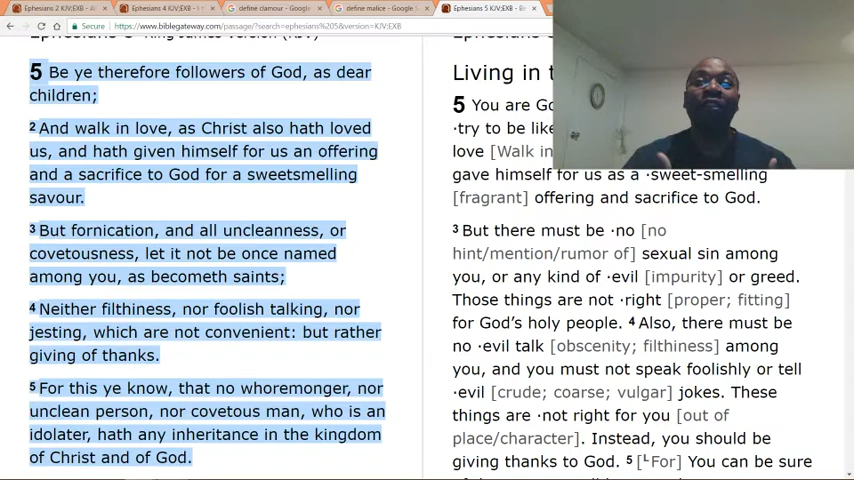 Ephesians 2 KJV;EXB - Bi
Ephesians 4 KJV;EXB - Bi
define clamour - Google
define malice - Google S
Ephesians 5 KJV;EXB - B
Secure
https://www.biblegateway.com/passage/?search=ephesians%205&version=KJV;EXB
5 Be ye therefore followers of God, as dear
children;
2 And walk in love, as Christ also hath loved
us, and hath given himself for us an offering
and a sacrifice to God for a sweetsmelling
savour.
3 But fornication, and all uncleanness, or
covetousness, let it not be once named
among you, as becometh saints;
4 Neither filthiness, nor foolish talking, nor
jesting, which are not convenient: but rather
giving of thanks.
5 For this ye know, that no whoremonger, nor
unclean person, nor covetous man, who is an
idolater, hath any inheritance in the kingdom
of Christ and of God.
Living in t
5 You are Go
·try to be like
love [Walk in
gave himself for us as a ·sweet-smelling
[fragrant] offering and sacrifice to God.
3 But there must be ·no [no
hint/mention/rumor of] sexual sin among
you, or any kind of ·evil [impurity] or greed.
Those things are not ·right [proper; fitting]
for God's holy people. 4 Also, there must be
no ·evil talk [obscenity; filthiness] among
you, and you must not speak foolishly or tell
·evil [crude; coarse; vulgar] jokes. These
things are ·not right for you [out of
place/character]. Instead, you should be
giving thanks to God. 5 [LFor] You can be sure